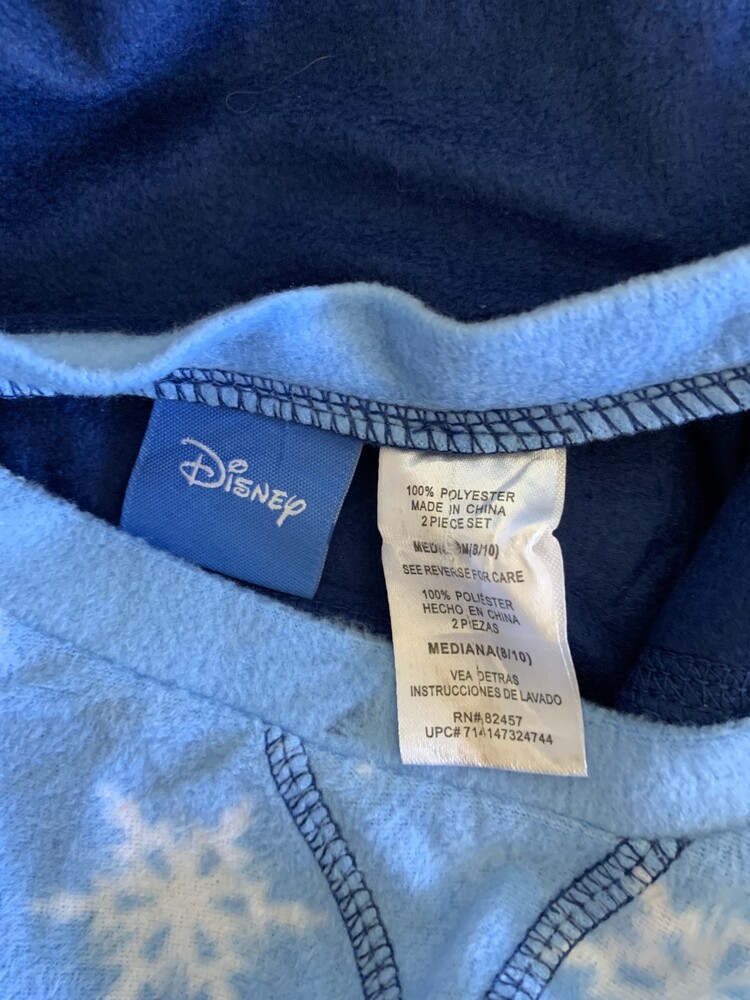 DISNEY
100% POLYESTER
MADE IN CHINA
2 PIECE SET
MEDIUM(8/10)
SEE REVERSE FOR CARE
100% POLIESTER
HECHO EN CHINA
2 PIEZAS
MEDIANA(8/10)
VEA DETRAS
INSTRUCCIONES DE LAVADO
RN# 82457
UPC# 714147324744